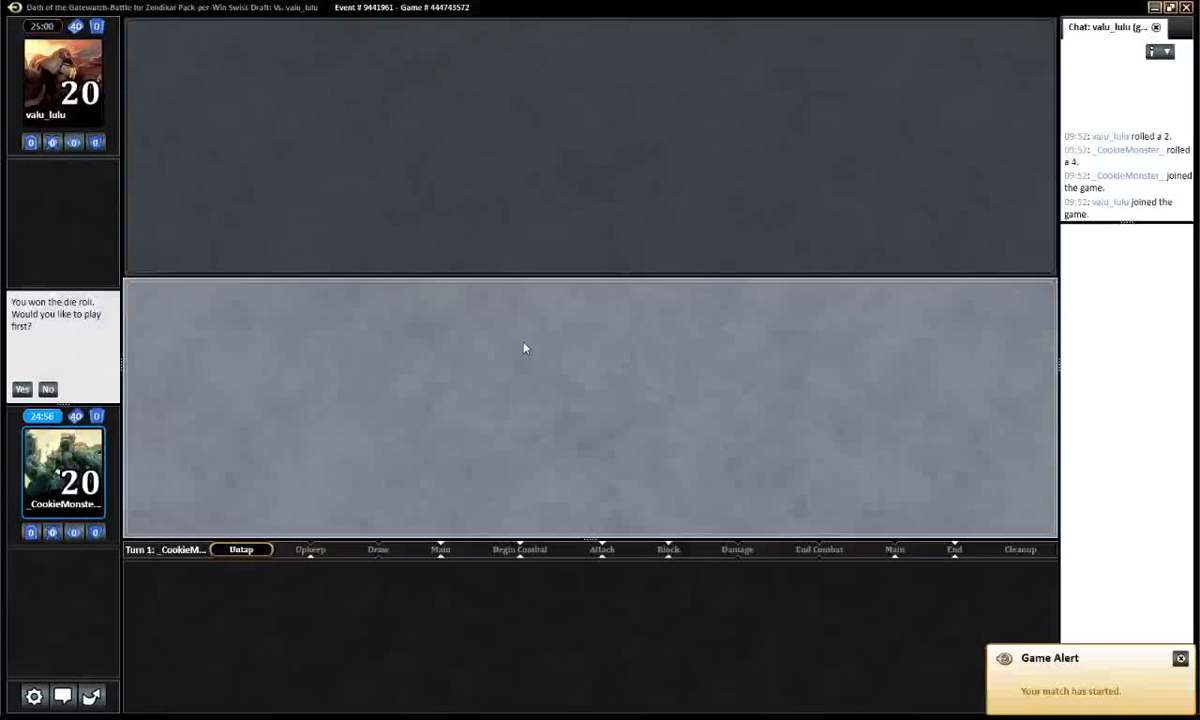 Oath of the Gatewatch-Battle for Zendikar Pack-per-Win Swiss Draft: Vs. valu_lulu Event # 9441961 - Game # 444743572
25:00 40 0
20
valu_lulu
0 0 0 0
Chat: valu_lulu (g...
09:52: valu_lulu rolled a 2.
09:52: _CookieMonster_ rolled
a 4.
09:52: _CookieMonster_ joined
the game.
09:52: valu_lulu joined the
game.
You won the die roll.
Would you like to play
first?
Yes No
24:56 40 0
20
_CookieMonste...
0 0 0 0
Turn 1: _CookieM... Untap Upkeep Draw Main Begin Combat Attack Block Damage End Combat Main End Cleanup
Game Alert
Your match has started.